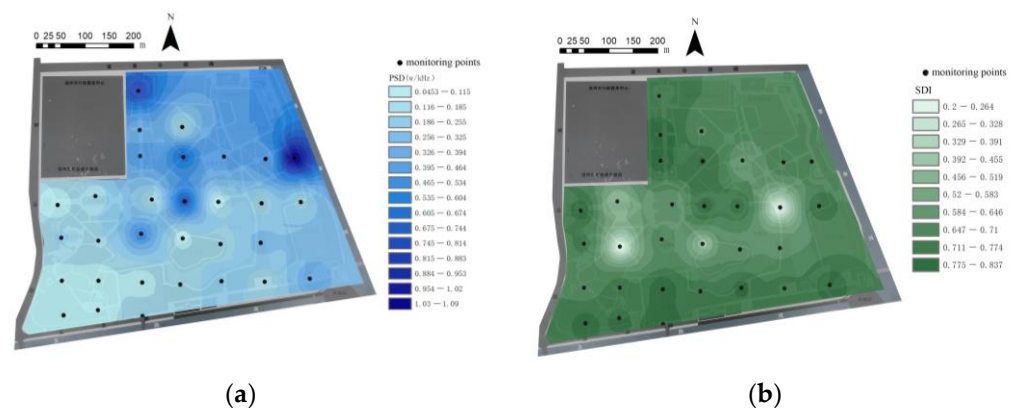 N
0 25 50 100 150 200
m
monitoring points
PSD(w/kHz)
0.0453 — 0.115
0.116 — 0.185
0.186 — 0.255
0.256 — 0.325
0.326 — 0.394
0.395 — 0.464
0.465 — 0.534
0.535 — 0.604
0.605 — 0.674
0.675 — 0.744
0.745 — 0.814
0.815 — 0.883
0.884 — 0.953
0.954 — 1.02
1.03 — 1.09
(a)
N
0 25 50 100 150 200
m
monitoring points
SDI
0.2 — 0.264
0.265 — 0.328
0.329 — 0.391
0.392 — 0.455
0.456 — 0.519
0.52 — 0.583
0.584 — 0.646
0.647 — 0.71
0.711 — 0.774
0.775 — 0.837
(b)